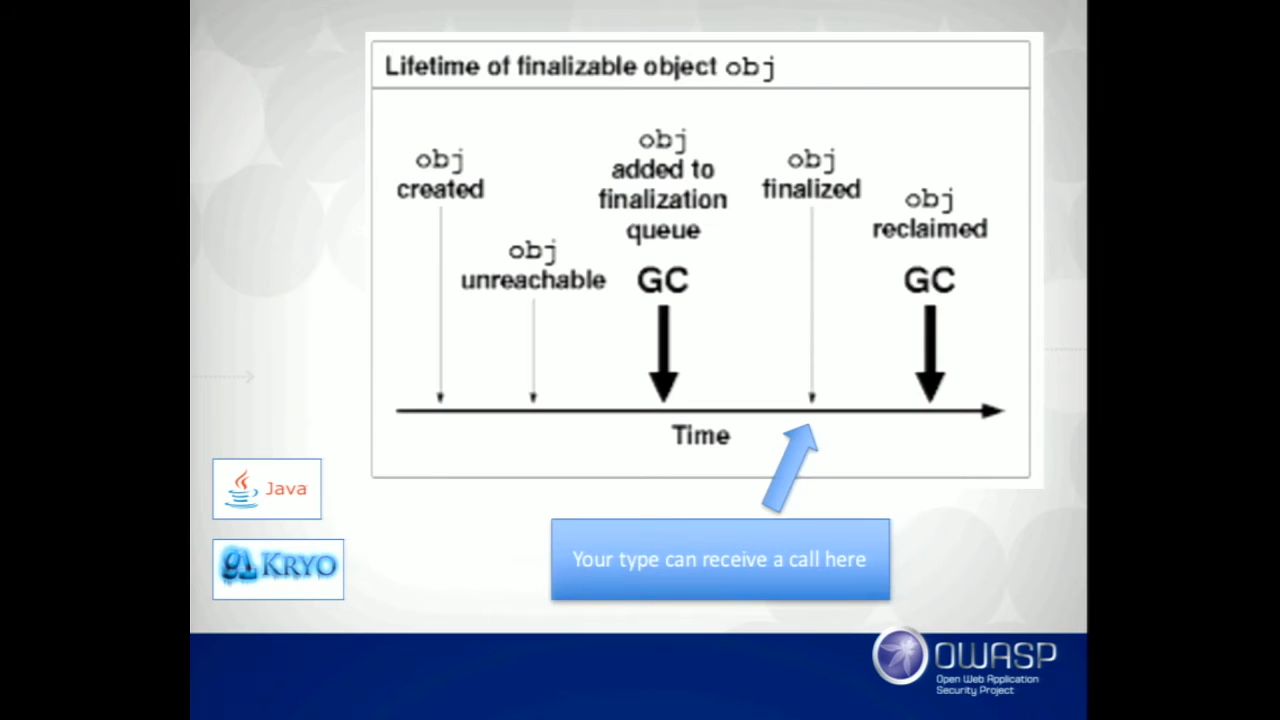 Lifetime of finalizable object obj
obj
created
obj
unreachable
obj
added to
finalization
queue
GC
obj
finalized
obj
reclaimed
GC
Time
Your type can receive a call here
Java
KRYO
OWASP
Open Web Application
Security Project